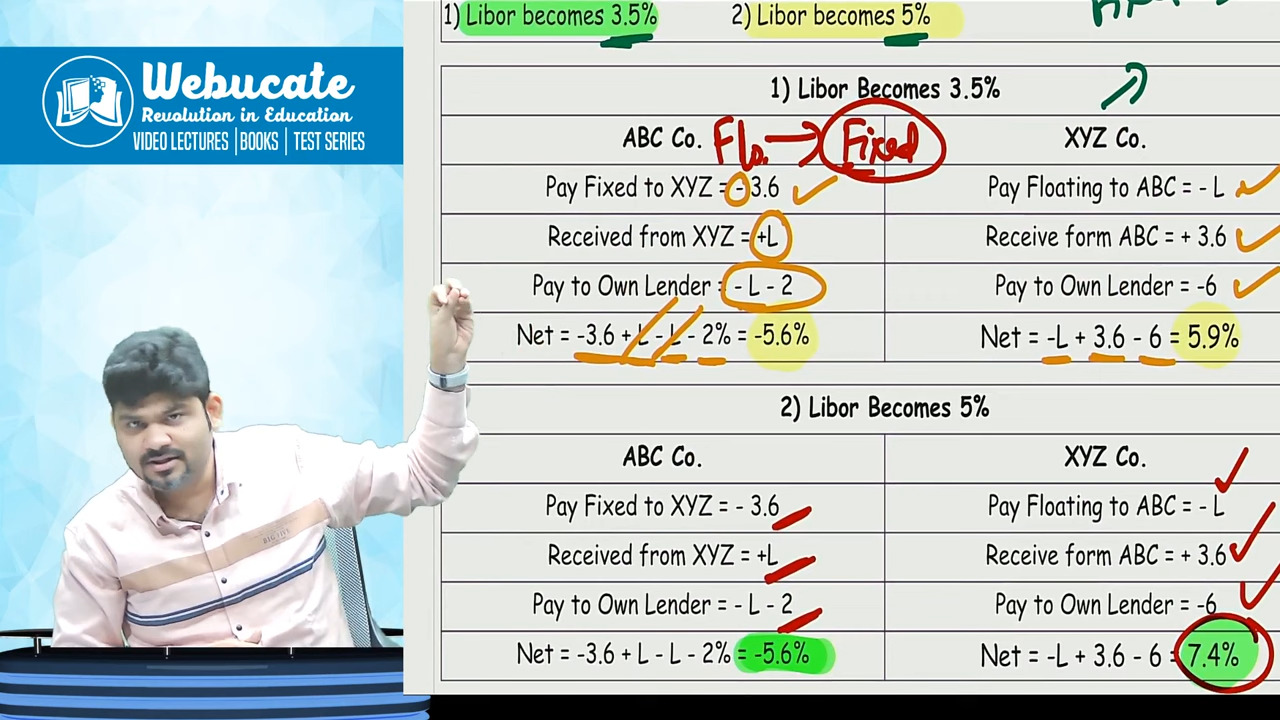 1) Libor becomes 3.5% 2) Libor becomes 5%
Webucate
Revolution in Education
VIDEO LECTURES | BOOKS | TEST SERIES
1) Libor Becomes 3.5%
ABC Co. Flo. → Fixed XYZ Co.
Pay Fixed to XYZ = - 3.6 Pay Floating to ABC = - L
Received from XYZ = +L Receive form ABC = + 3.6
Pay to Own Lender = - L - 2 Pay to Own Lender = -6
Net = -3.6 + L - L - 2% = -5.6% Net = -L + 3.6 - 6 = 5.9%
2) Libor Becomes 5%
ABC Co. XYZ Co.
Pay Fixed to XYZ = - 3.6 Pay Floating to ABC = - L
Received from XYZ = +L Receive form ABC = + 3.6
Pay to Own Lender = - L - 2 Pay to Own Lender = -6
Net = -3.6 + L - L - 2% = -5.6% Net = -L + 3.6 - 6 = 7.4%